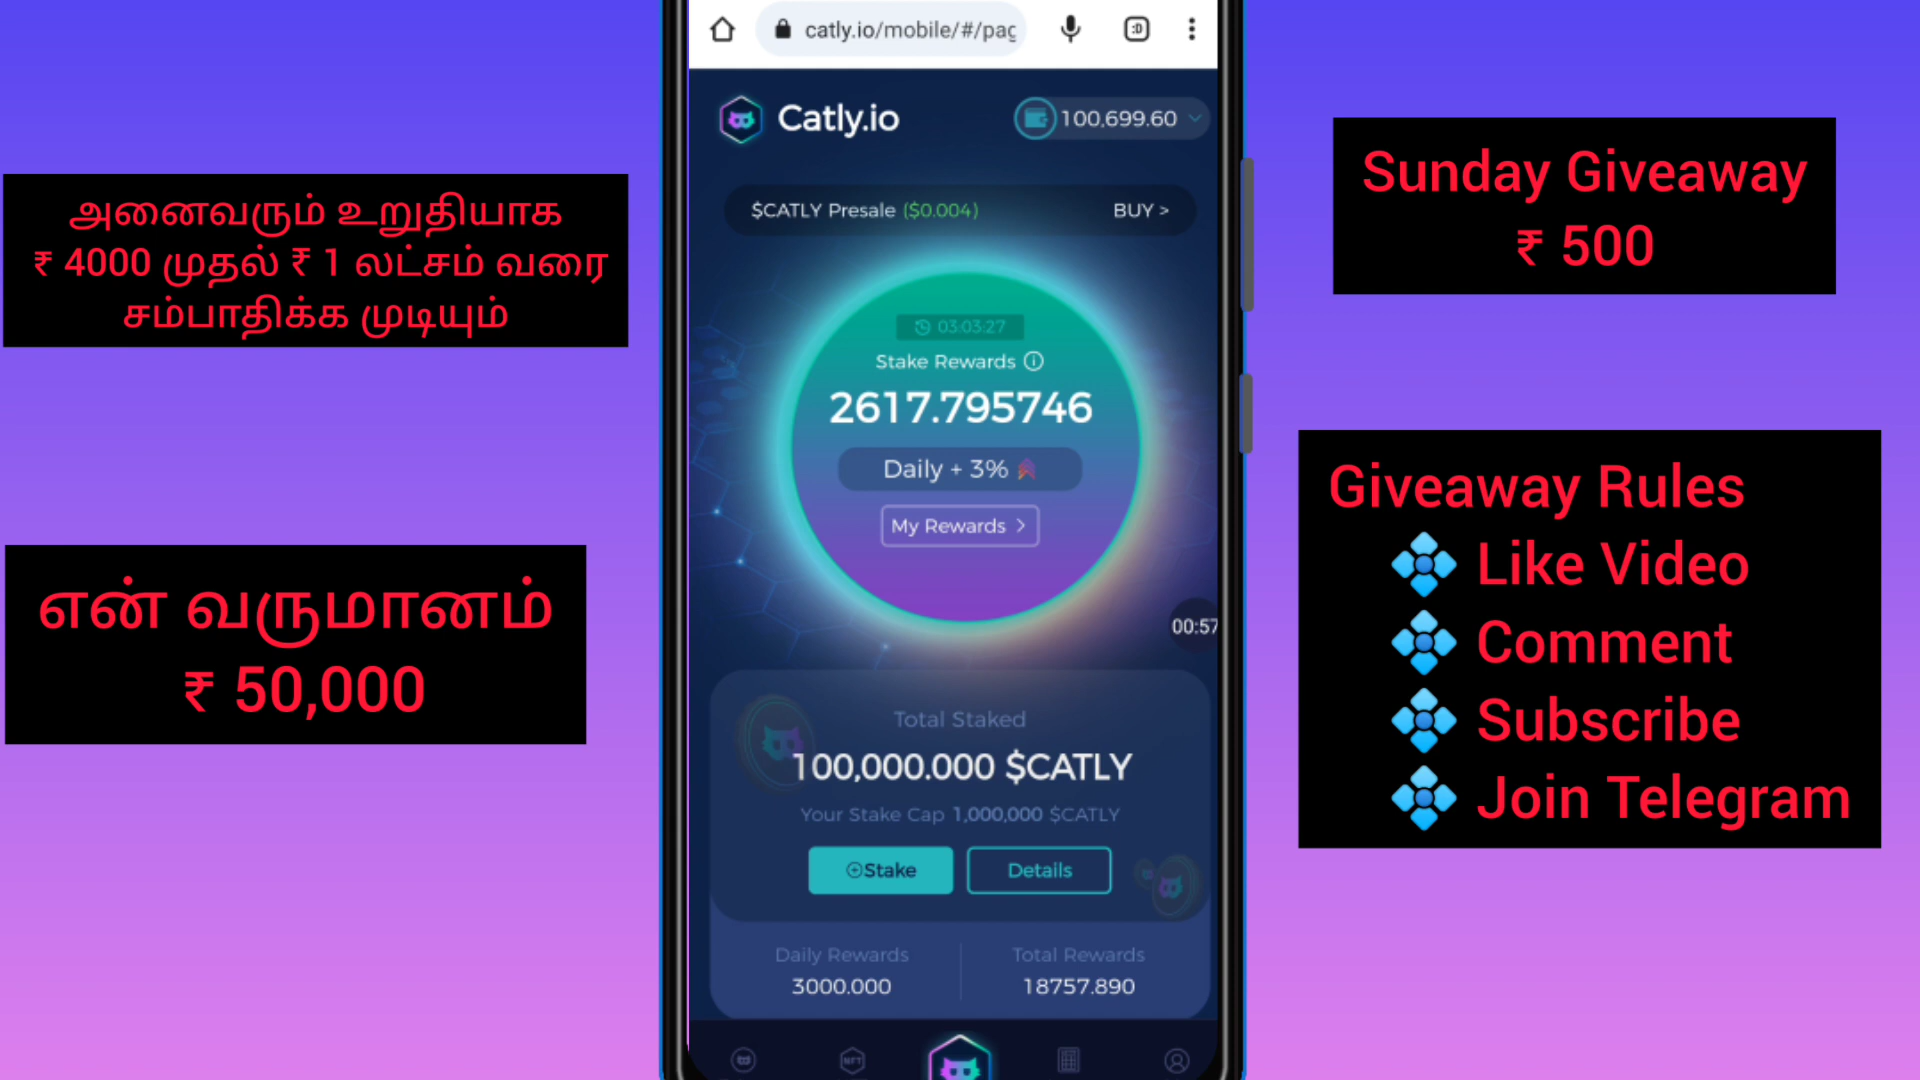 அனைவரும் உறுதியாக
₹ 4000 முதல் ₹ 1 லட்சம் வரை
சம்பாதிக்க முடியும்
என் வருமானம்
₹ 50,000
catly.io/mobile/#/pag
:D
Catly.io
100,699.60
$CATLY Presale ($0.004)
BUY >
03:03:27
Stake Rewards
2617.795746
Daily + 3%
My Rewards >
00:57
Total Staked
100,000.000 $CATLY
Your Stake Cap 1,000,000 $CATLY
Stake
Details
Daily Rewards
Total Rewards
3000.000
18757.890
NFT
Sunday Giveaway
₹ 500
Giveaway Rules
Like Video
Comment
Subscribe
Join Telegram